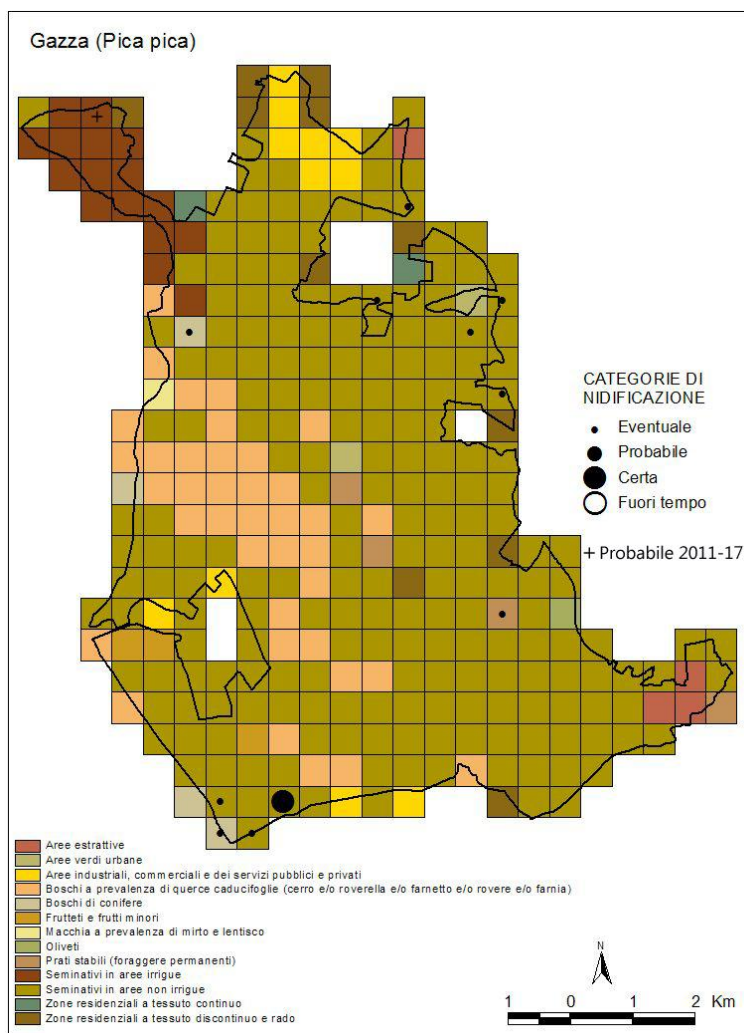 Gazza (Pica pica)
CATEGORIE DI
NIDIFICAZIONE
Eventuale
Probabile
Certa
Fuori tempo
+ Probabile 2011-17
Aree estrattive
Aree verdi urbane
Aree industriali, commerciali e dei servizi pubblici e privati
Boschi a prevalenza di querce caducifoglie (cerro e/o roverella e/o farnetto e/o rovere e/o farnia)
Boschi di conifere
Frutteti e frutti minori
Macchia a prevalenza di mirto e lentisco
Oliveti
Prati stabili (foraggere permanenti)
Seminativi in aree irrigue
Seminativi in aree non irrigue
Zone residenziali a tessuto continuo
Zone residenziali a tessuto discontinuo e rado
N
1 0 1 2 Km